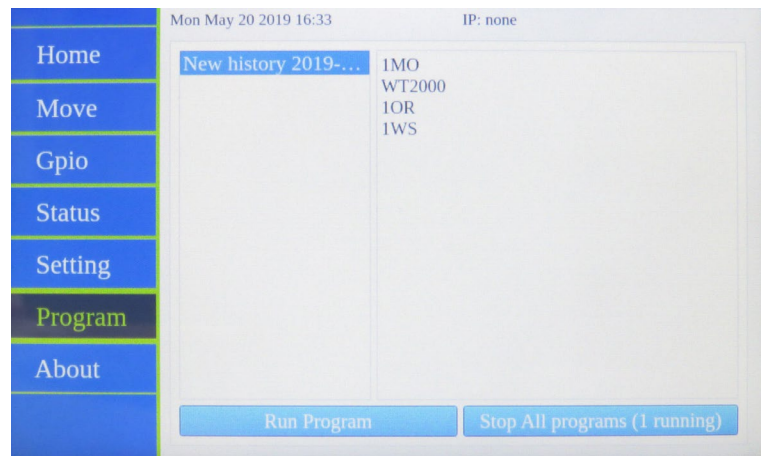 Mon May 20 2019 16:33
IP: none
Home
Move
Gpio
Status
Setting
Program
About
New history 2019-...
1MO
WT2000
1OR
1WS
Run Program
Stop All programs (1 running)